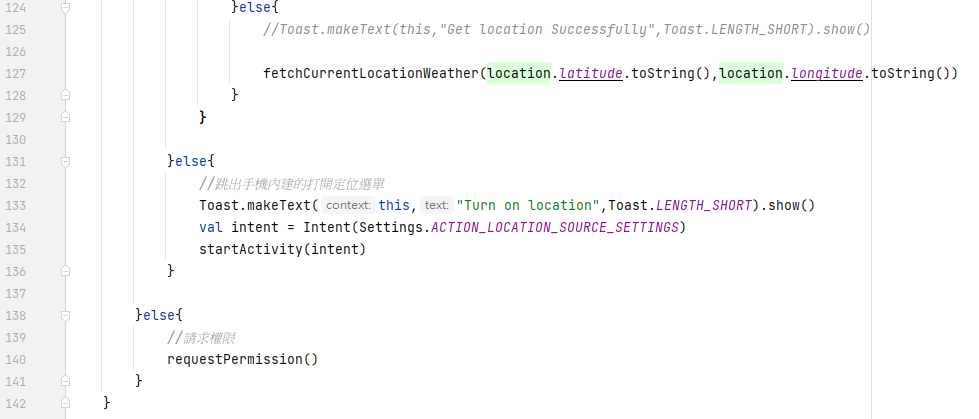 124 }else{
125 //Toast.makeText(this,"Get location Successfully",Toast.LENGTH_SHORT).show()
126
127 fetchCurrentLocationWeather(location.latitude.toString(),location.longitude.toString())
128 }
129 }
130
131 }else{
132 //跳出手機內建的打開定位選單
133 Toast.makeText( context: this, text: "Turn on location",Toast.LENGTH_SHORT).show()
134 val intent = Intent(Settings.ACTION_LOCATION_SOURCE_SETTINGS)
135 startActivity(intent)
136 }
137
138 }else{
139 //請求權限
140 requestPermission()
141 }
142 }